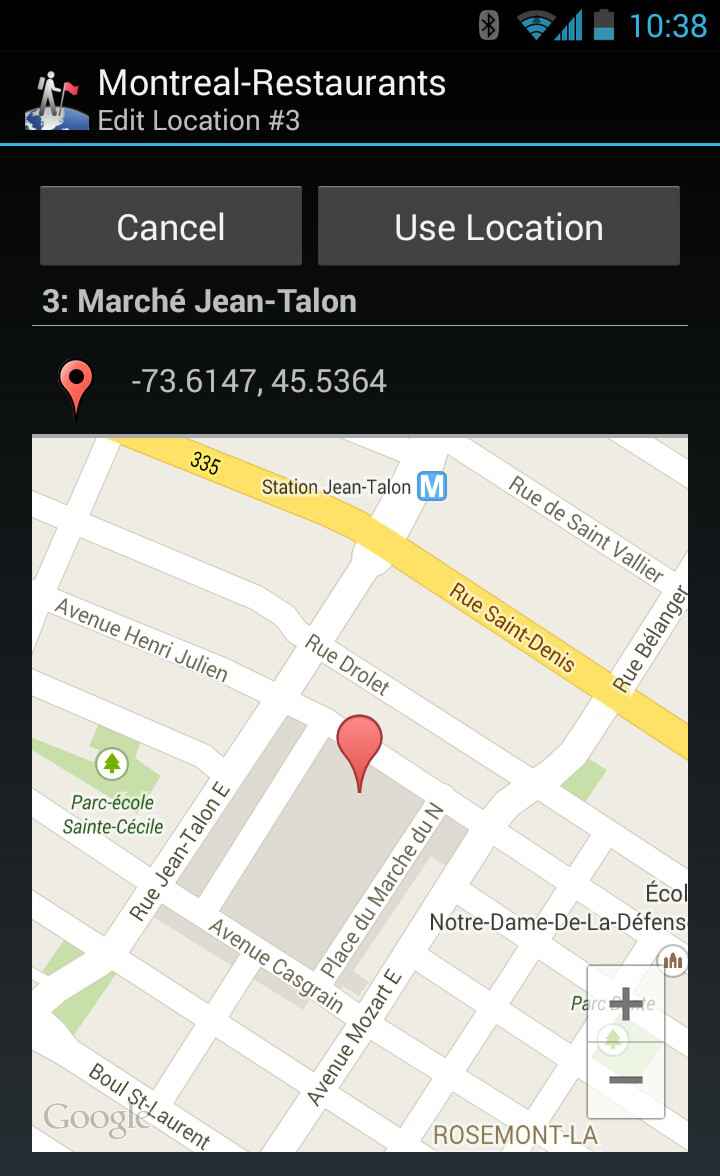 10:38
Montreal-Restaurants
Edit Location #3
Cancel
Use Location
3: Marché Jean-Talon
-73.6147, 45.5364
335
Station Jean-Talon M
Rue de Saint Vallier
Rue Saint-Denis
Rue Bélanger
Avenue Henri Julien
Rue Drolet
Parc-école
Sainte-Cécile
Rue Jean-Talon E
Place du Marche du N
Écol
Notre-Dame-De-La-Défens
Avenue Casgrain
Avenue Mozart E
Parc Dante
+
−
Boul St-Laurent
Google
ROSEMONT-LA